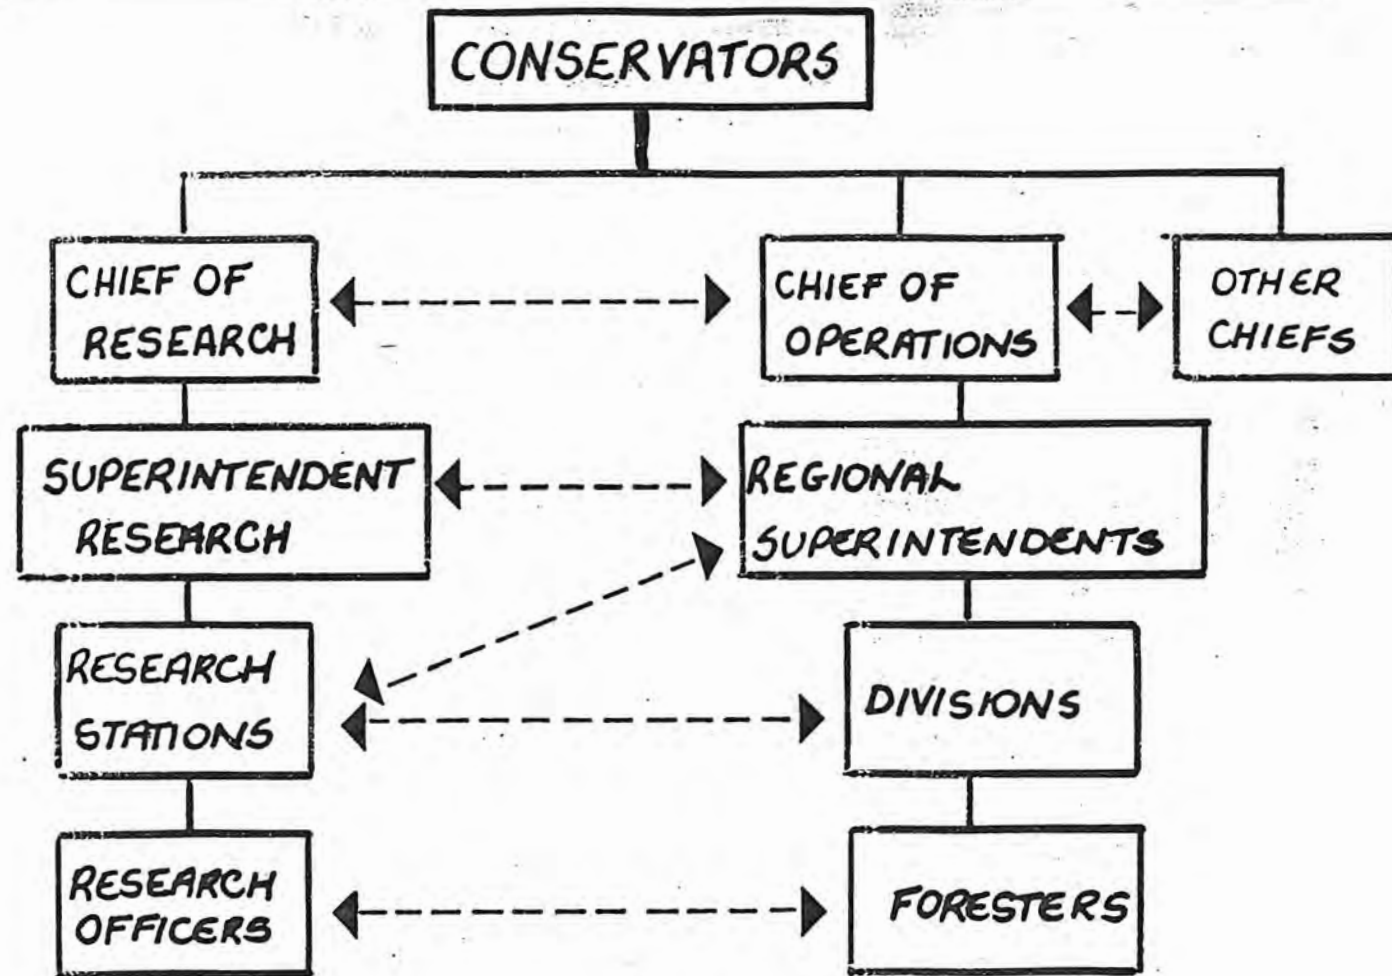 CONSERVATORS
CHIEF OF
RESEARCH
CHIEF OF
OPERATIONS
OTHER
CHIEFS
SUPERINTENDENT
RESEARCH
REGIONAL
SUPERINTENDENTS
RESEARCH
STATIONS
DIVISIONS
RESEARCH
OFFICERS
FORESTERS